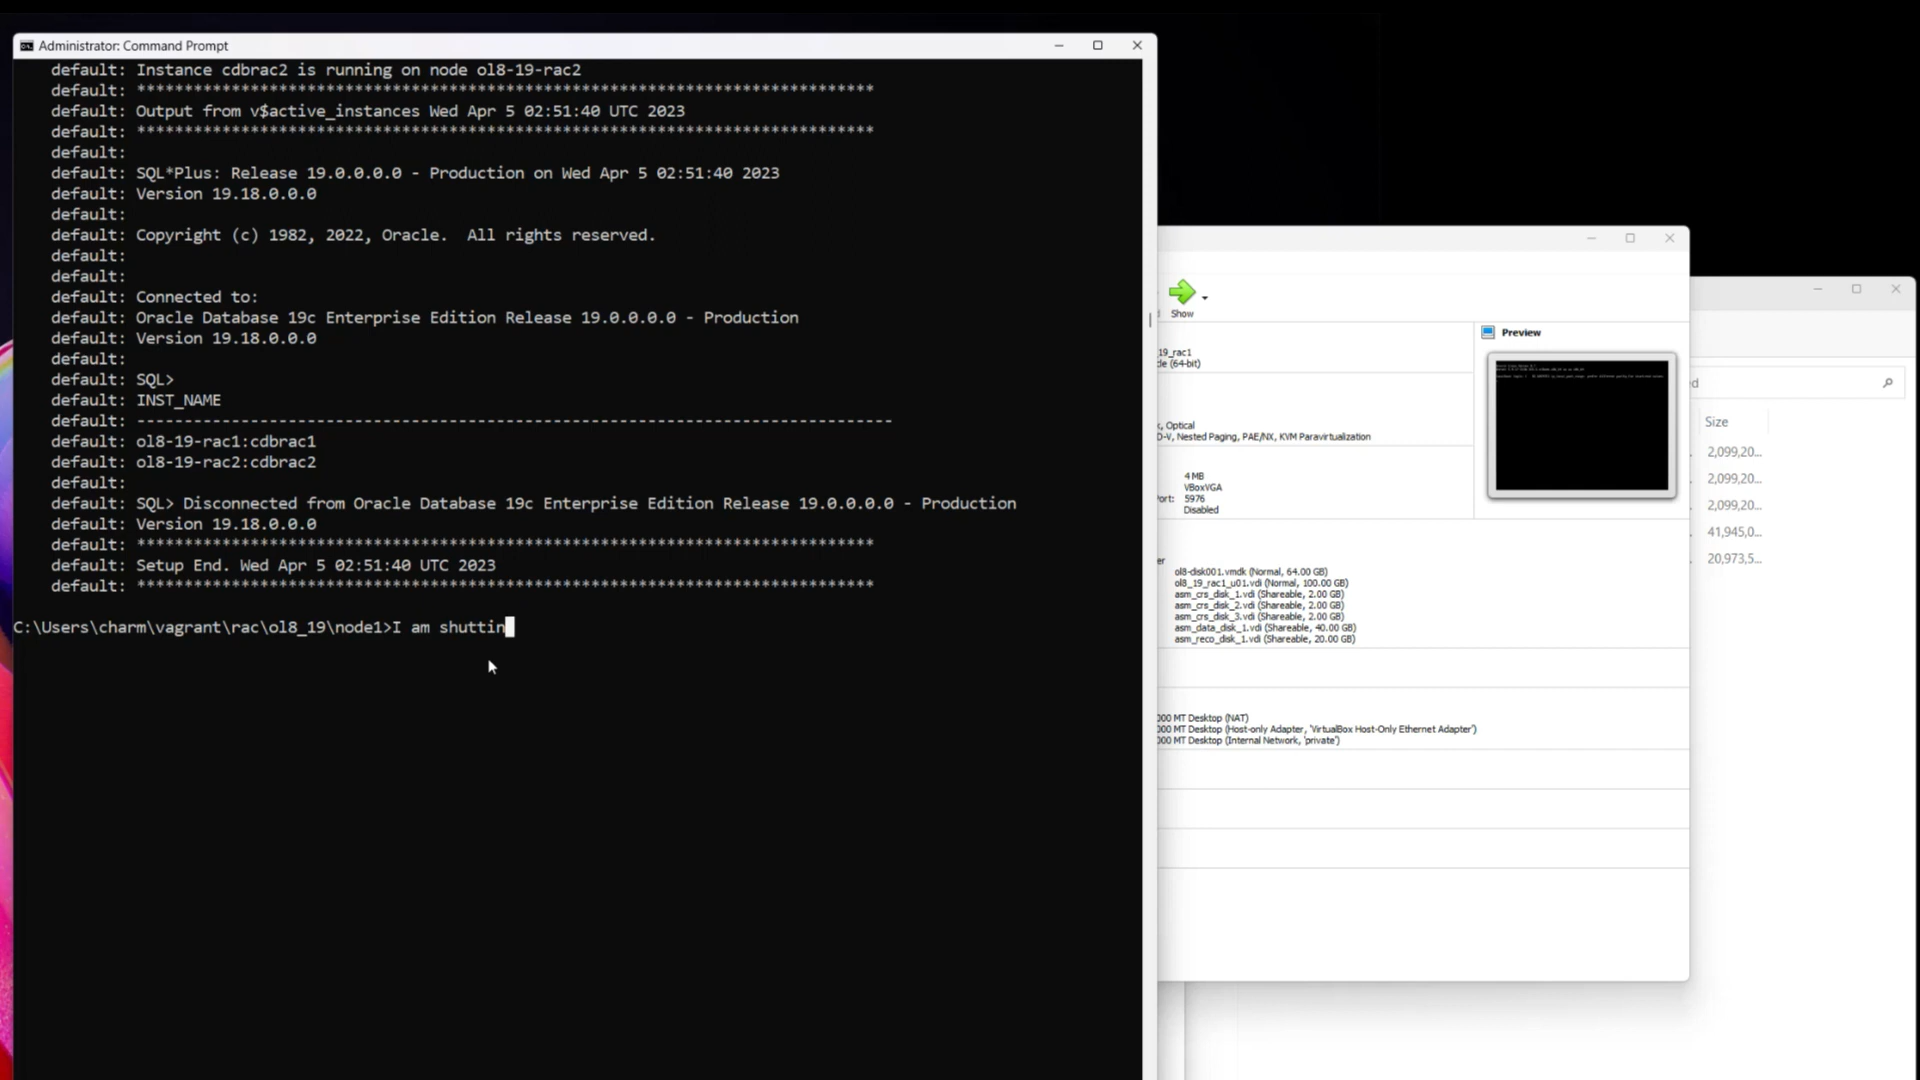 Administrator: Command Prompt
default: Instance cdbrac2 is running on node ol8-19-rac2
default: ******************************************************************************
default: Output from v$active_instances Wed Apr 5 02:51:40 UTC 2023
default: ******************************************************************************
default:
default: SQL*Plus: Release 19.0.0.0.0 - Production on Wed Apr 5 02:51:40 2023
default: Version 19.18.0.0.0
default:
default: Copyright (c) 1982, 2022, Oracle.  All rights reserved.
default:
default:
default: Connected to:
default: Oracle Database 19c Enterprise Edition Release 19.0.0.0.0 - Production
default: Version 19.18.0.0.0
default:
default: SQL>
default: INST_NAME
default: --------------------------------------------------------------------------------
default: ol8-19-rac1:cdbrac1
default: ol8-19-rac2:cdbrac2
default:
default: SQL> Disconnected from Oracle Database 19c Enterprise Edition Release 19.0.0.0.0 - Production
default: Version 19.18.0.0.0
default: ******************************************************************************
default: Setup End. Wed Apr 5 02:51:40 UTC 2023
default: ******************************************************************************
C:\Users\charm\vagrant\rac\ol8_19\node1>I am shuttin
Show
Preview
19_rac1
(64-bit)
Optical
Nested Paging, PAE/NX, KVM Paravirtualization
4 MB
VBoxVGA
5976
Disabled
ol8-disk001.vmdk (Normal, 64.00 GB)
ol8_19_rac1_u01.vdi (Normal, 100.00 GB)
asm_crs_disk_1.vdi (Shareable, 2.00 GB)
asm_crs_disk_2.vdi (Shareable, 2.00 GB)
asm_crs_disk_3.vdi (Shareable, 2.00 GB)
asm_data_disk_1.vdi (Shareable, 40.00 GB)
asm_reco_disk_1.vdi (Shareable, 20.00 GB)
000 MT Desktop (NAT)
000 MT Desktop (Host-only Adapter, 'VirtualBox Host-Only Ethernet Adapter')
000 MT Desktop (Internal Network, 'private')
Size
2,099,20...
2,099,20...
2,099,20...
41,945,0...
20,973,5...